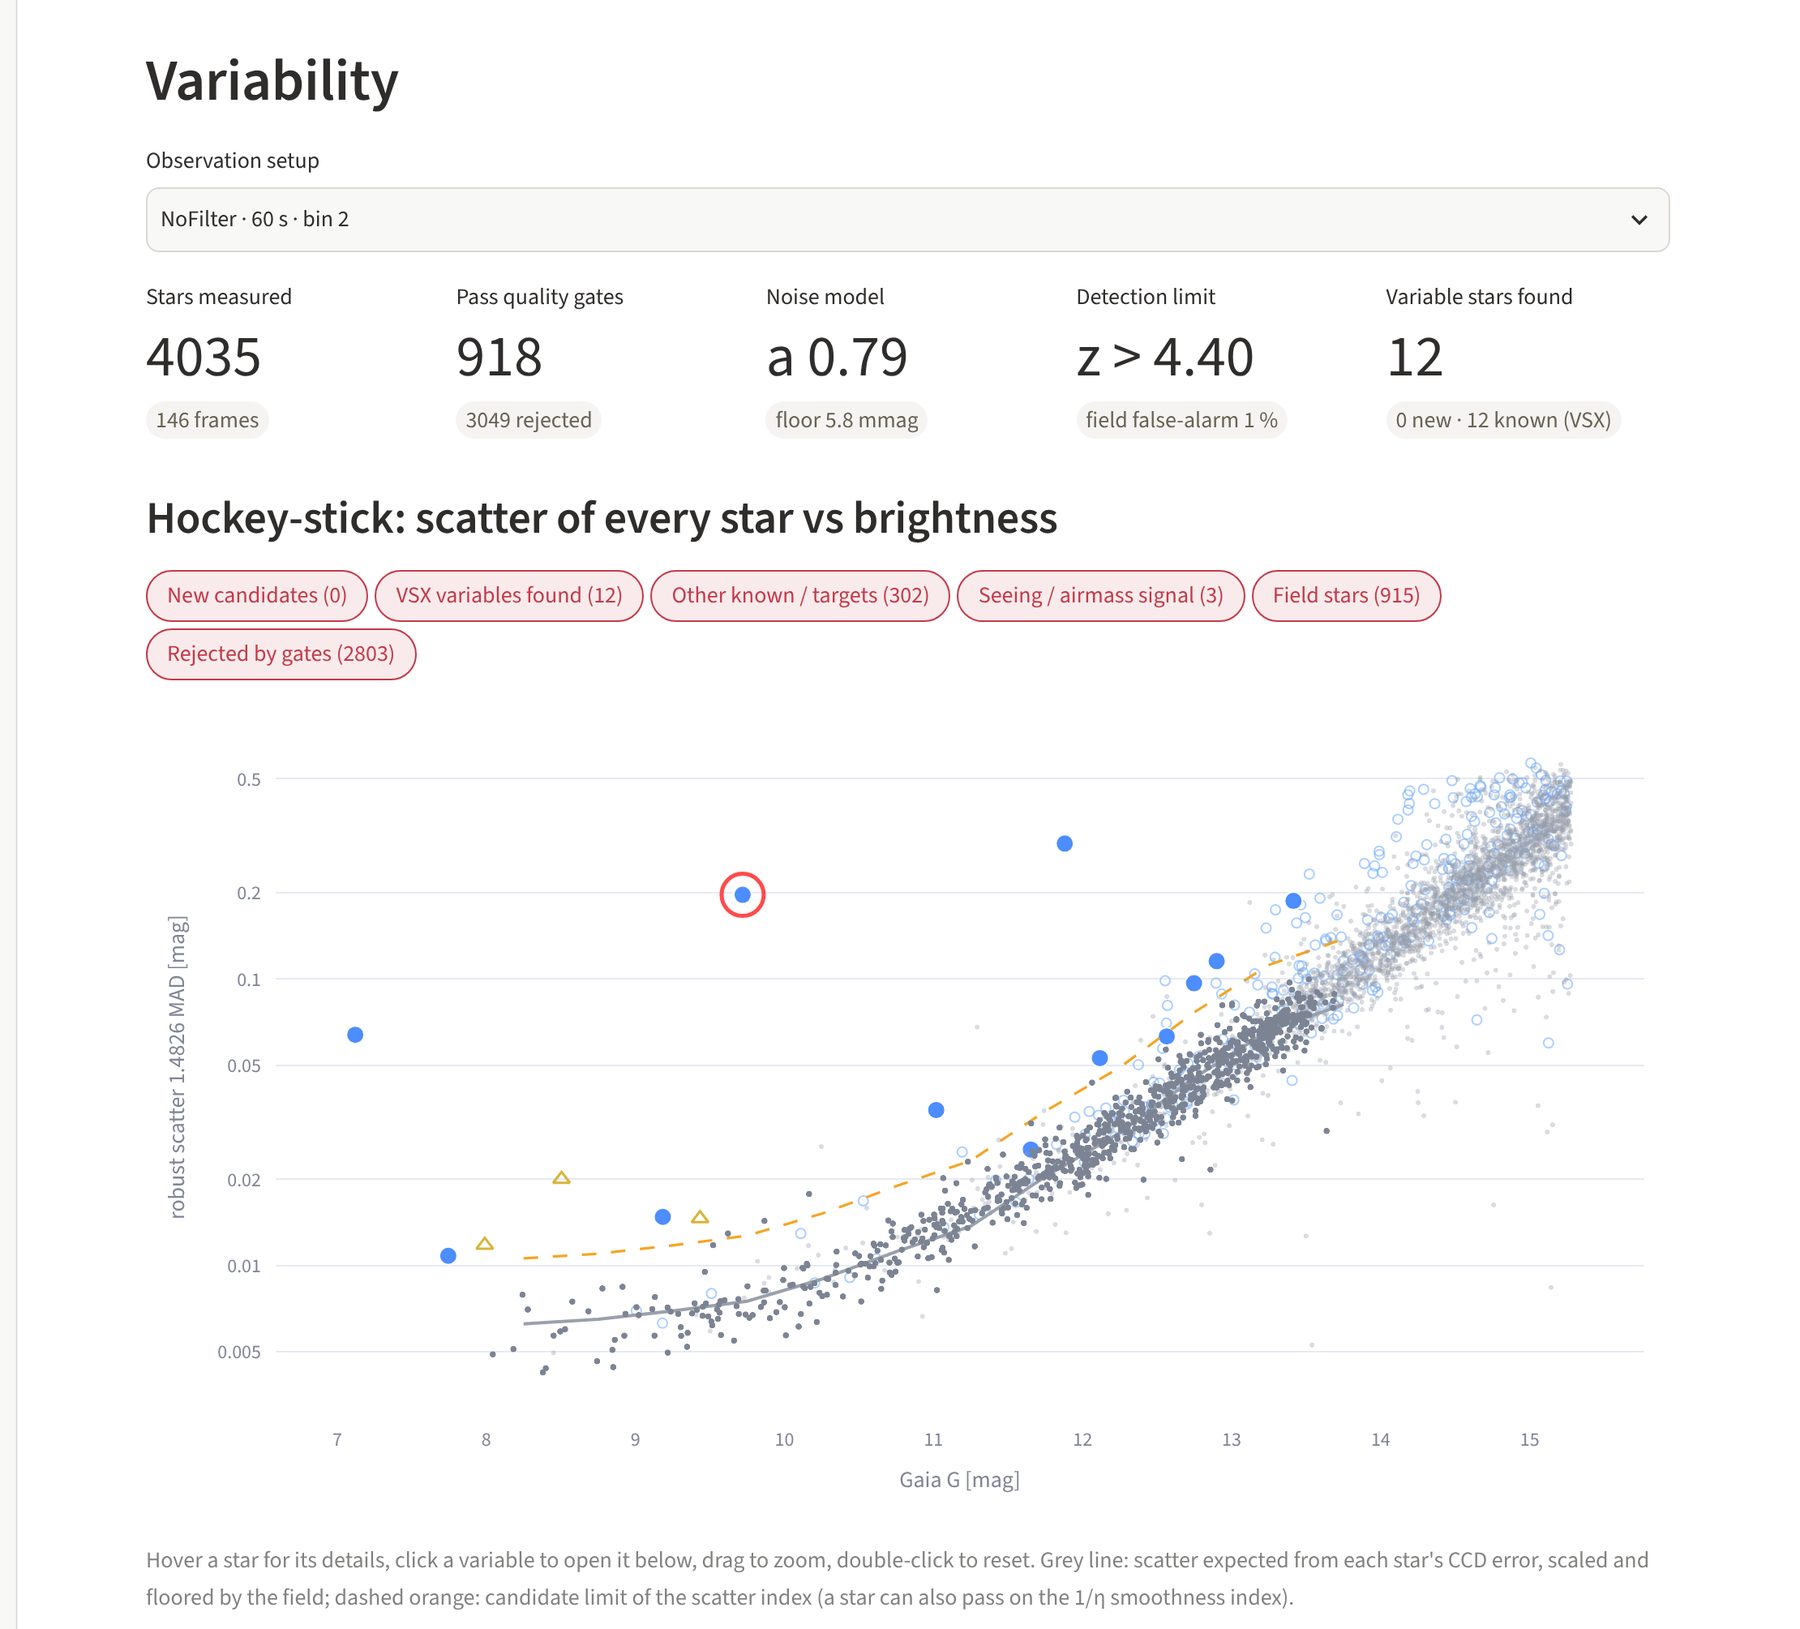 Variability
Observation setup
NoFilter · 60 s · bin 2
Stars measured
4035
146 frames
Pass quality gates
918
3049 rejected
Noise model
a 0.79
floor 5.8 mmag
Detection limit
z > 4.40
field false-alarm 1 %
Variable stars found
12
0 new · 12 known (VSX)
Hockey-stick: scatter of every star vs brightness
New candidates (0)
VSX variables found (12)
Other known / targets (302)
Seeing / airmass signal (3)
Field stars (915)
Rejected by gates (2803)
robust scatter 1.4826 MAD [mag]
0.5
0.2
0.1
0.05
0.02
0.01
0.005
7 8 9 10 11 12 13 14 15
Gaia G [mag]
Hover a star for its details, click a variable to open it below, drag to zoom, double-click to reset. Grey line: scatter expected from each star's CCD error, scaled and
floored by the field; dashed orange: candidate limit of the scatter index (a star can also pass on the 1/η smoothness index).